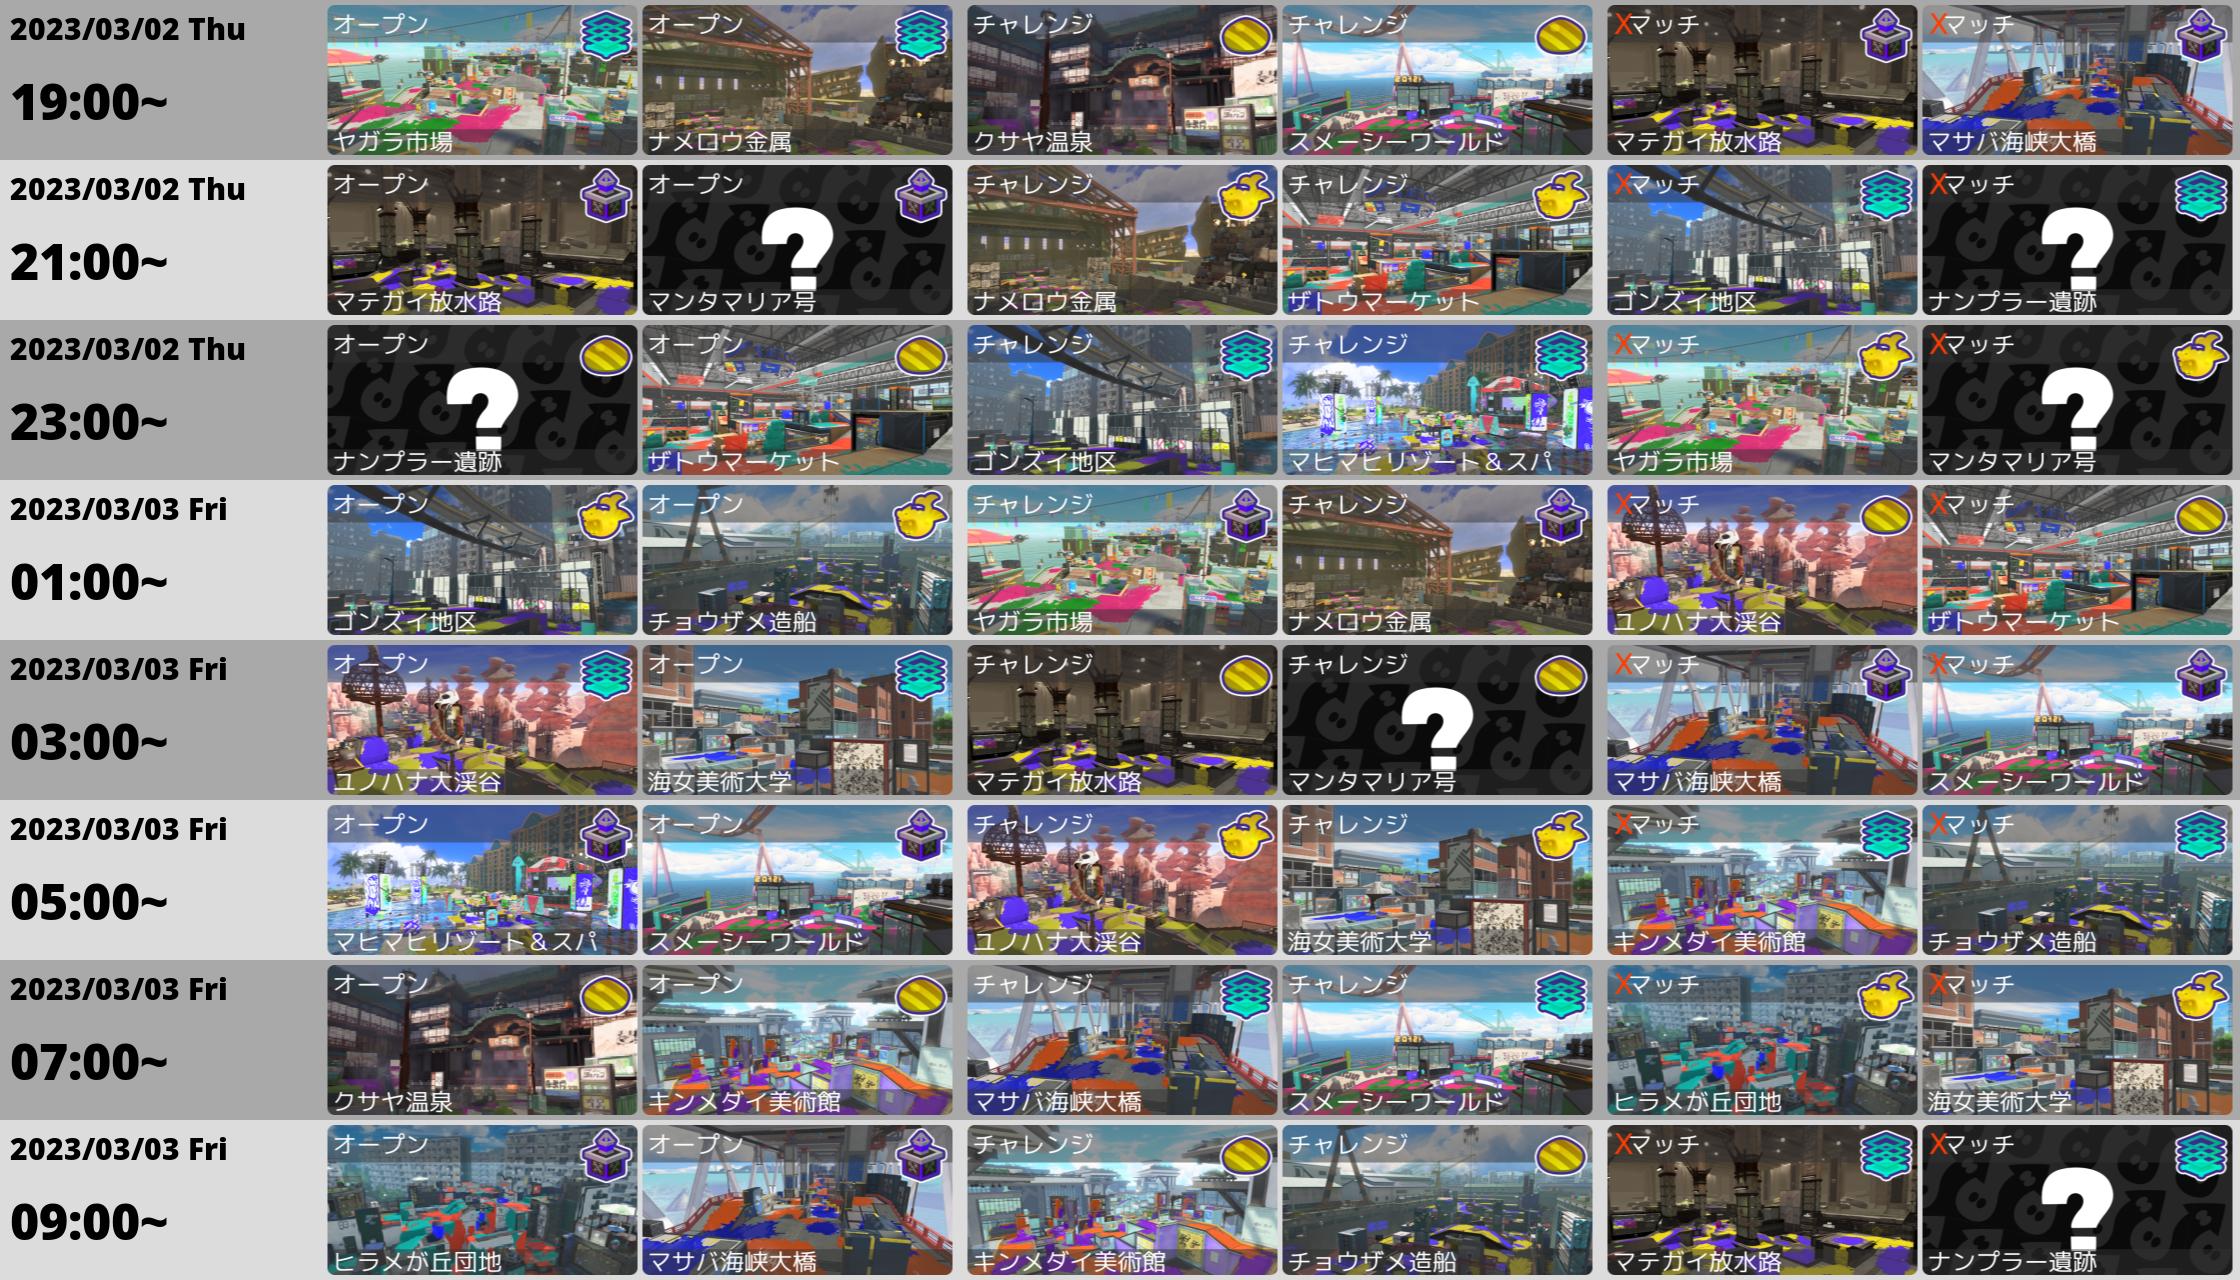 2023/03/02 Thu
19:00~
オープン
ヤガラ市場
オープン
ナメロウ金属
チャレンジ
クサヤ温泉
チャレンジ
スメーシーワールド
Xマッチ
マテガイ放水路
Xマッチ
マサバ海峡大橋
2023/03/02 Thu
21:00~
オープン
マテガイ放水路
オープン
?
マンタマリア号
チャレンジ
ナメロウ金属
チャレンジ
ザトウマーケット
Xマッチ
ゴンズイ地区
Xマッチ
?
ナンプラー遺跡
2023/03/02 Thu
23:00~
オープン
?
ナンプラー遺跡
オープン
ザトウマーケット
チャレンジ
ゴンズイ地区
チャレンジ
マヒマヒリゾート&スパ
Xマッチ
ヤガラ市場
Xマッチ
?
マンタマリア号
2023/03/03 Fri
01:00~
オープン
ゴンズイ地区
オープン
チョウザメ造船
チャレンジ
ヤガラ市場
チャレンジ
ナメロウ金属
Xマッチ
ユノハナ大渓谷
Xマッチ
ザトウマーケット
2023/03/03 Fri
03:00~
オープン
ユノハナ大渓谷
オープン
海女美術大学
チャレンジ
マテガイ放水路
チャレンジ
?
マンタマリア号
Xマッチ
マサバ海峡大橋
Xマッチ
スメーシーワールド
2023/03/03 Fri
05:00~
オープン
マヒマヒリゾート&スパ
オープン
スメーシーワールド
チャレンジ
ユノハナ大渓谷
チャレンジ
海女美術大学
Xマッチ
キンメダイ美術館
Xマッチ
チョウザメ造船
2023/03/03 Fri
07:00~
オープン
クサヤ温泉
オープン
キンメダイ美術館
チャレンジ
マサバ海峡大橋
チャレンジ
スメーシーワールド
Xマッチ
ヒラメが丘団地
Xマッチ
海女美術大学
2023/03/03 Fri
09:00~
オープン
ヒラメが丘団地
オープン
マサバ海峡大橋
チャレンジ
キンメダイ美術館
チャレンジ
チョウザメ造船
Xマッチ
マテガイ放水路
Xマッチ
?
ナンプラー遺跡